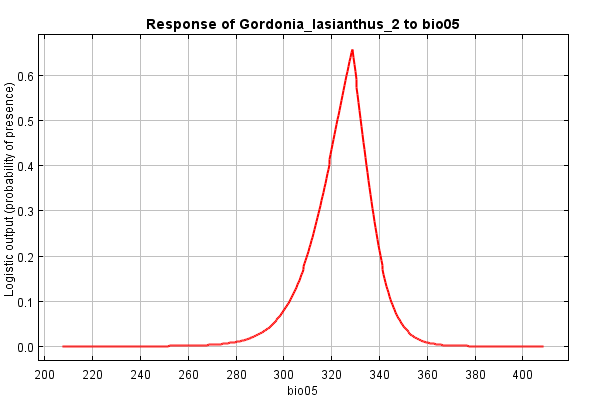 Response of Gordonia_lasianthus_2 to bio05
Logistic output (probability of presence)
0.6
0.5
0.4
0.3
0.2
0.1
0.0
200 220 240 260 280 300 320 340 360 380 400
bio05